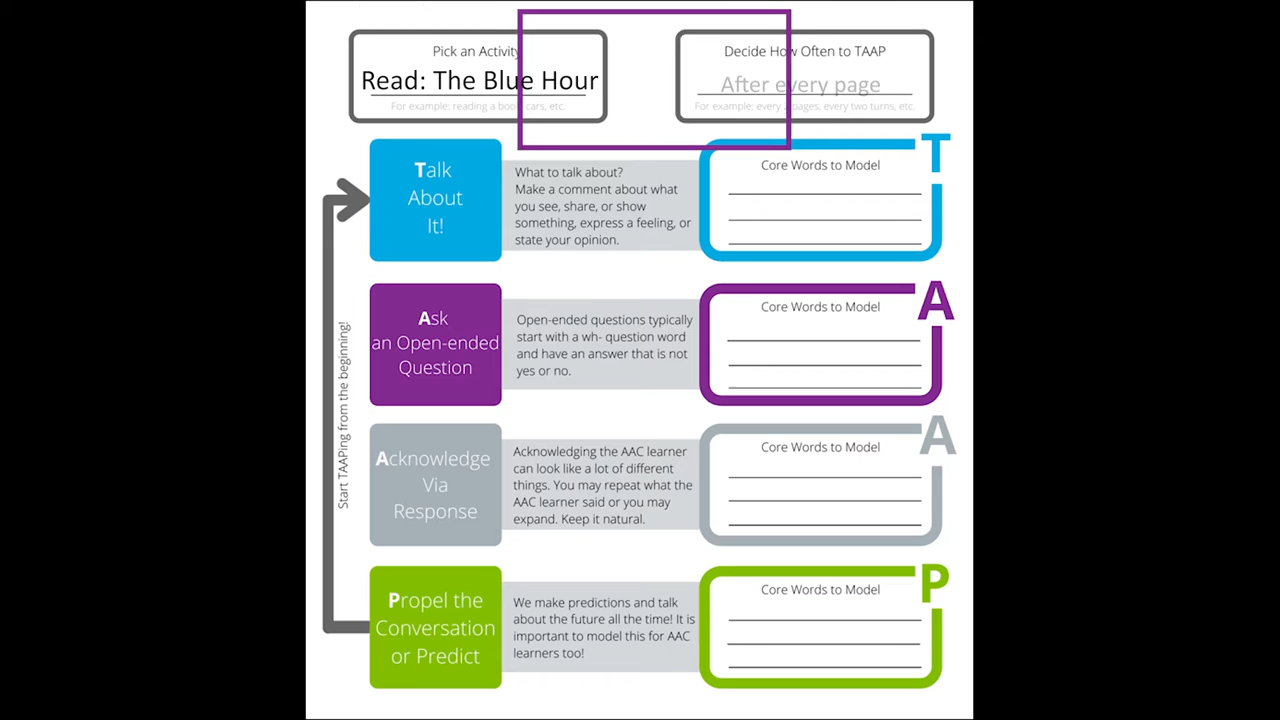 Pick an Activity
Read: The Blue Hour
For example: reading a book, cars, etc.
Decide How Often to TAAP
After every page
For example: every 2 pages, every two turns, etc.
Talk
About
It!
What to talk about?
Make a comment about what
you see, share, or show
something, express a feeling, or
state your opinion.
Core Words to Model
T
Ask
an Open-ended
Question
Open-ended questions typically
start with a wh- question word
and have an answer that is not
yes or no.
Core Words to Model
A
Acknowledge
Via
Response
Acknowledging the AAC learner
can look like a lot of different
things. You may repeat what the
AAC learner said or you may
expand. Keep it natural.
Core Words to Model
A
Propel the
Conversation
or Predict
We make predictions and talk
about the future all the time! It is
important to model this for AAC
learners too!
Core Words to Model
P
Start TAAPing from the beginning!